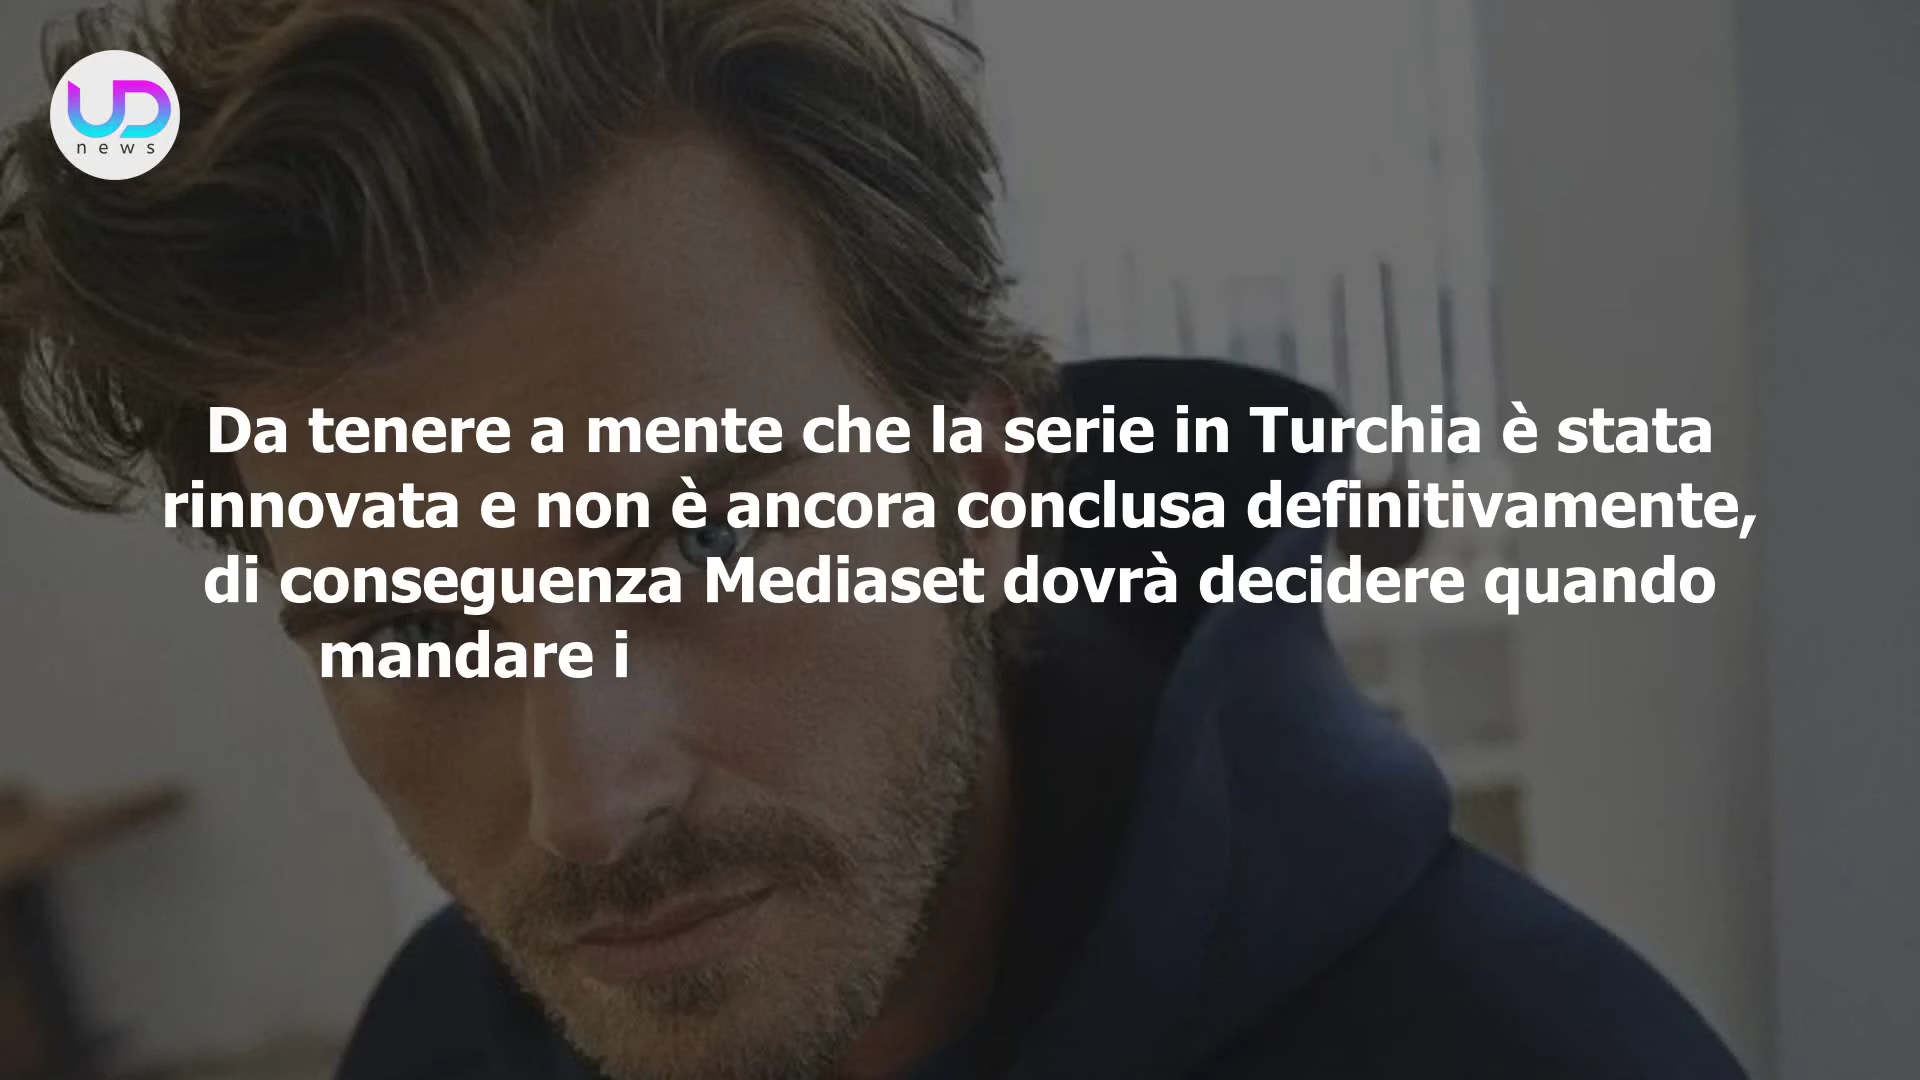 UD
news
Da tenere a mente che la serie in Turchia è stata
rinnovata e non è ancora conclusa definitivamente,
di conseguenza Mediaset dovrà decidere quando
mandare i